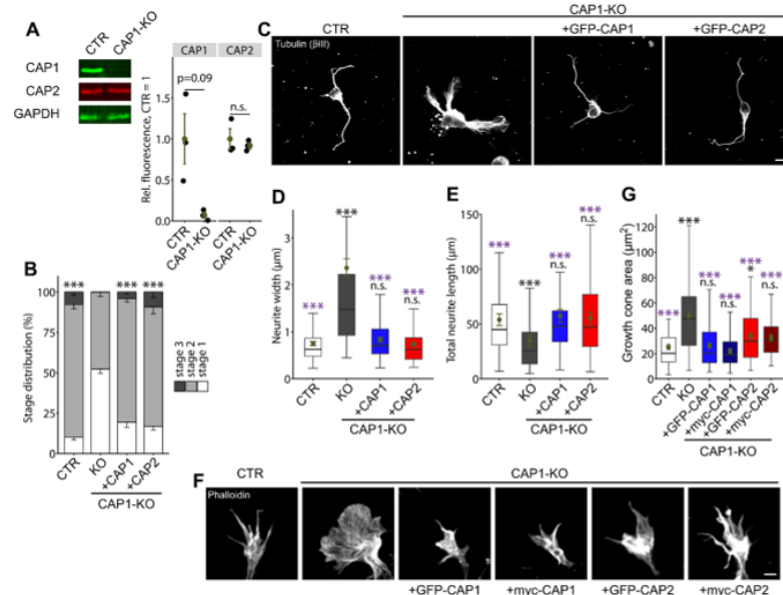 A
CTR
CAP1-KO
CAP1
CAP2
GAPDH
CAP1
CAP2
p=0.09
n.s.
Rel. fluorescence, CTR = 1
1.5
1.0
0.5
0.0
CTR
CAP1-KO
CTR
CAP1-KO
CAP1-KO
C
CTR
+GFP-CAP1
+GFP-CAP2
Tubulin (βIII)
B
Stage distribution (%)
100
75
50
25
0
***
***
***
CTR
KO
+CAP1
+CAP2
CAP1-KO
stage 3
stage 2
stage 1
D
Neurite width (μm)
3
2
1
0
***
***
***
n.s.
***
n.s.
CTR
KO
+CAP1
+CAP2
CAP1-KO
E
Total neurite length (μm)
150
100
50
0
***
***
***
n.s.
***
n.s.
CTR
KO
+CAP1
+CAP2
CAP1-KO
G
Growth cone area (μm²)
120
100
80
60
40
20
0
***
***
***
n.s.
***
n.s.
***
*
***
n.s.
CTR
KO
+GFP-CAP1
+myc-CAP1
+GFP-CAP2
+myc-CAP2
CAP1-KO
F
CTR
CAP1-KO
Phalloidin
+GFP-CAP1
+myc-CAP1
+GFP-CAP2
+myc-CAP2